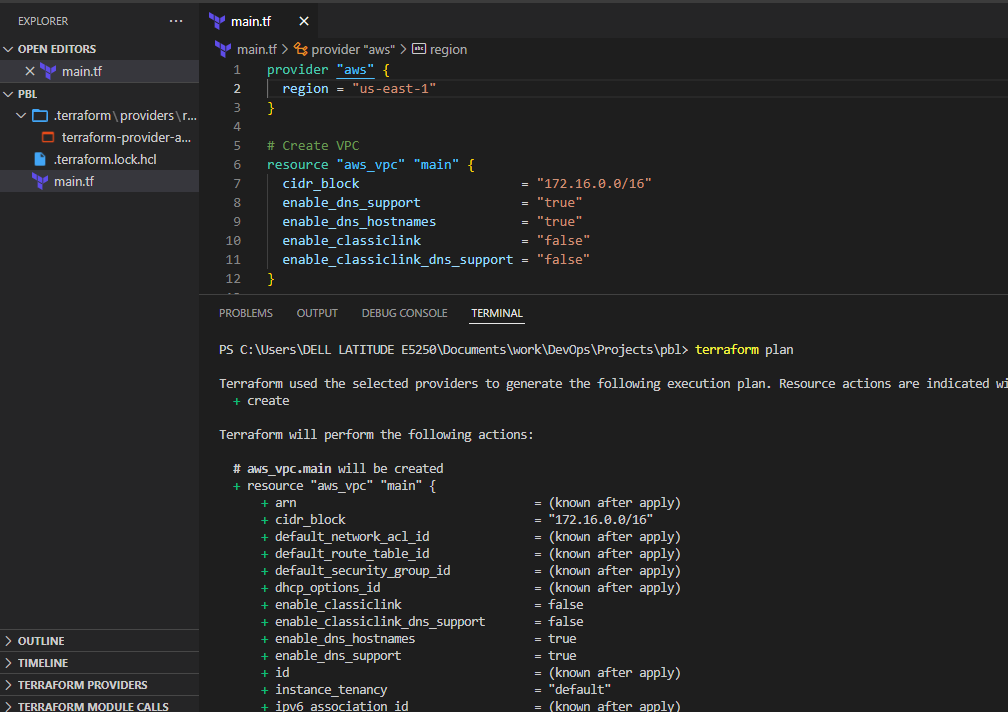 EXPLORER ...
OPEN EDITORS
main.tf
PBL
.terraform\providers\r...
terraform-provider-a...
.terraform.lock.hcl
main.tf
OUTLINE
TIMELINE
TERRAFORM PROVIDERS
TERRAFORM MODULE CALLS
main.tf
main.tf > provider "aws" > abc region
1 provider "aws" {
2 region = "us-east-1"
3 }
4
5 # Create VPC
6 resource "aws_vpc" "main" {
7 cidr_block = "172.16.0.0/16"
8 enable_dns_support = "true"
9 enable_dns_hostnames = "true"
10 enable_classiclink = "false"
11 enable_classiclink_dns_support = "false"
12 }
PROBLEMS OUTPUT DEBUG CONSOLE TERMINAL
PS C:\Users\DELL LATITUDE E5250\Documents\work\DevOps\Projects\pbl> terraform plan
Terraform used the selected providers to generate the following execution plan. Resource actions are indicated wi
+ create
Terraform will perform the following actions:
# aws_vpc.main will be created
+ resource "aws_vpc" "main" {
+ arn = (known after apply)
+ cidr_block = "172.16.0.0/16"
+ default_network_acl_id = (known after apply)
+ default_route_table_id = (known after apply)
+ default_security_group_id = (known after apply)
+ dhcp_options_id = (known after apply)
+ enable_classiclink = false
+ enable_classiclink_dns_support = false
+ enable_dns_hostnames = true
+ enable_dns_support = true
+ id = (known after apply)
+ instance_tenancy = "default"
+ ipv6_association_id = (known after apply)